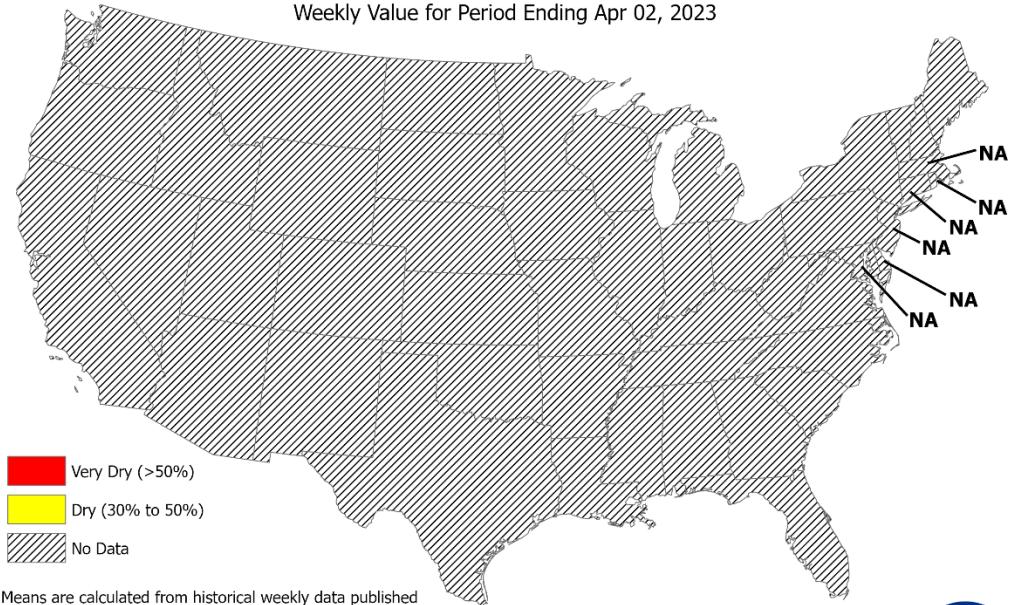 Weekly Value for Period Ending Apr 02, 2023
NA
NA
NA
NA
NA
NA
Very Dry (>50%)
Dry (30% to 50%)
No Data
Means are calculated from historical weekly data published